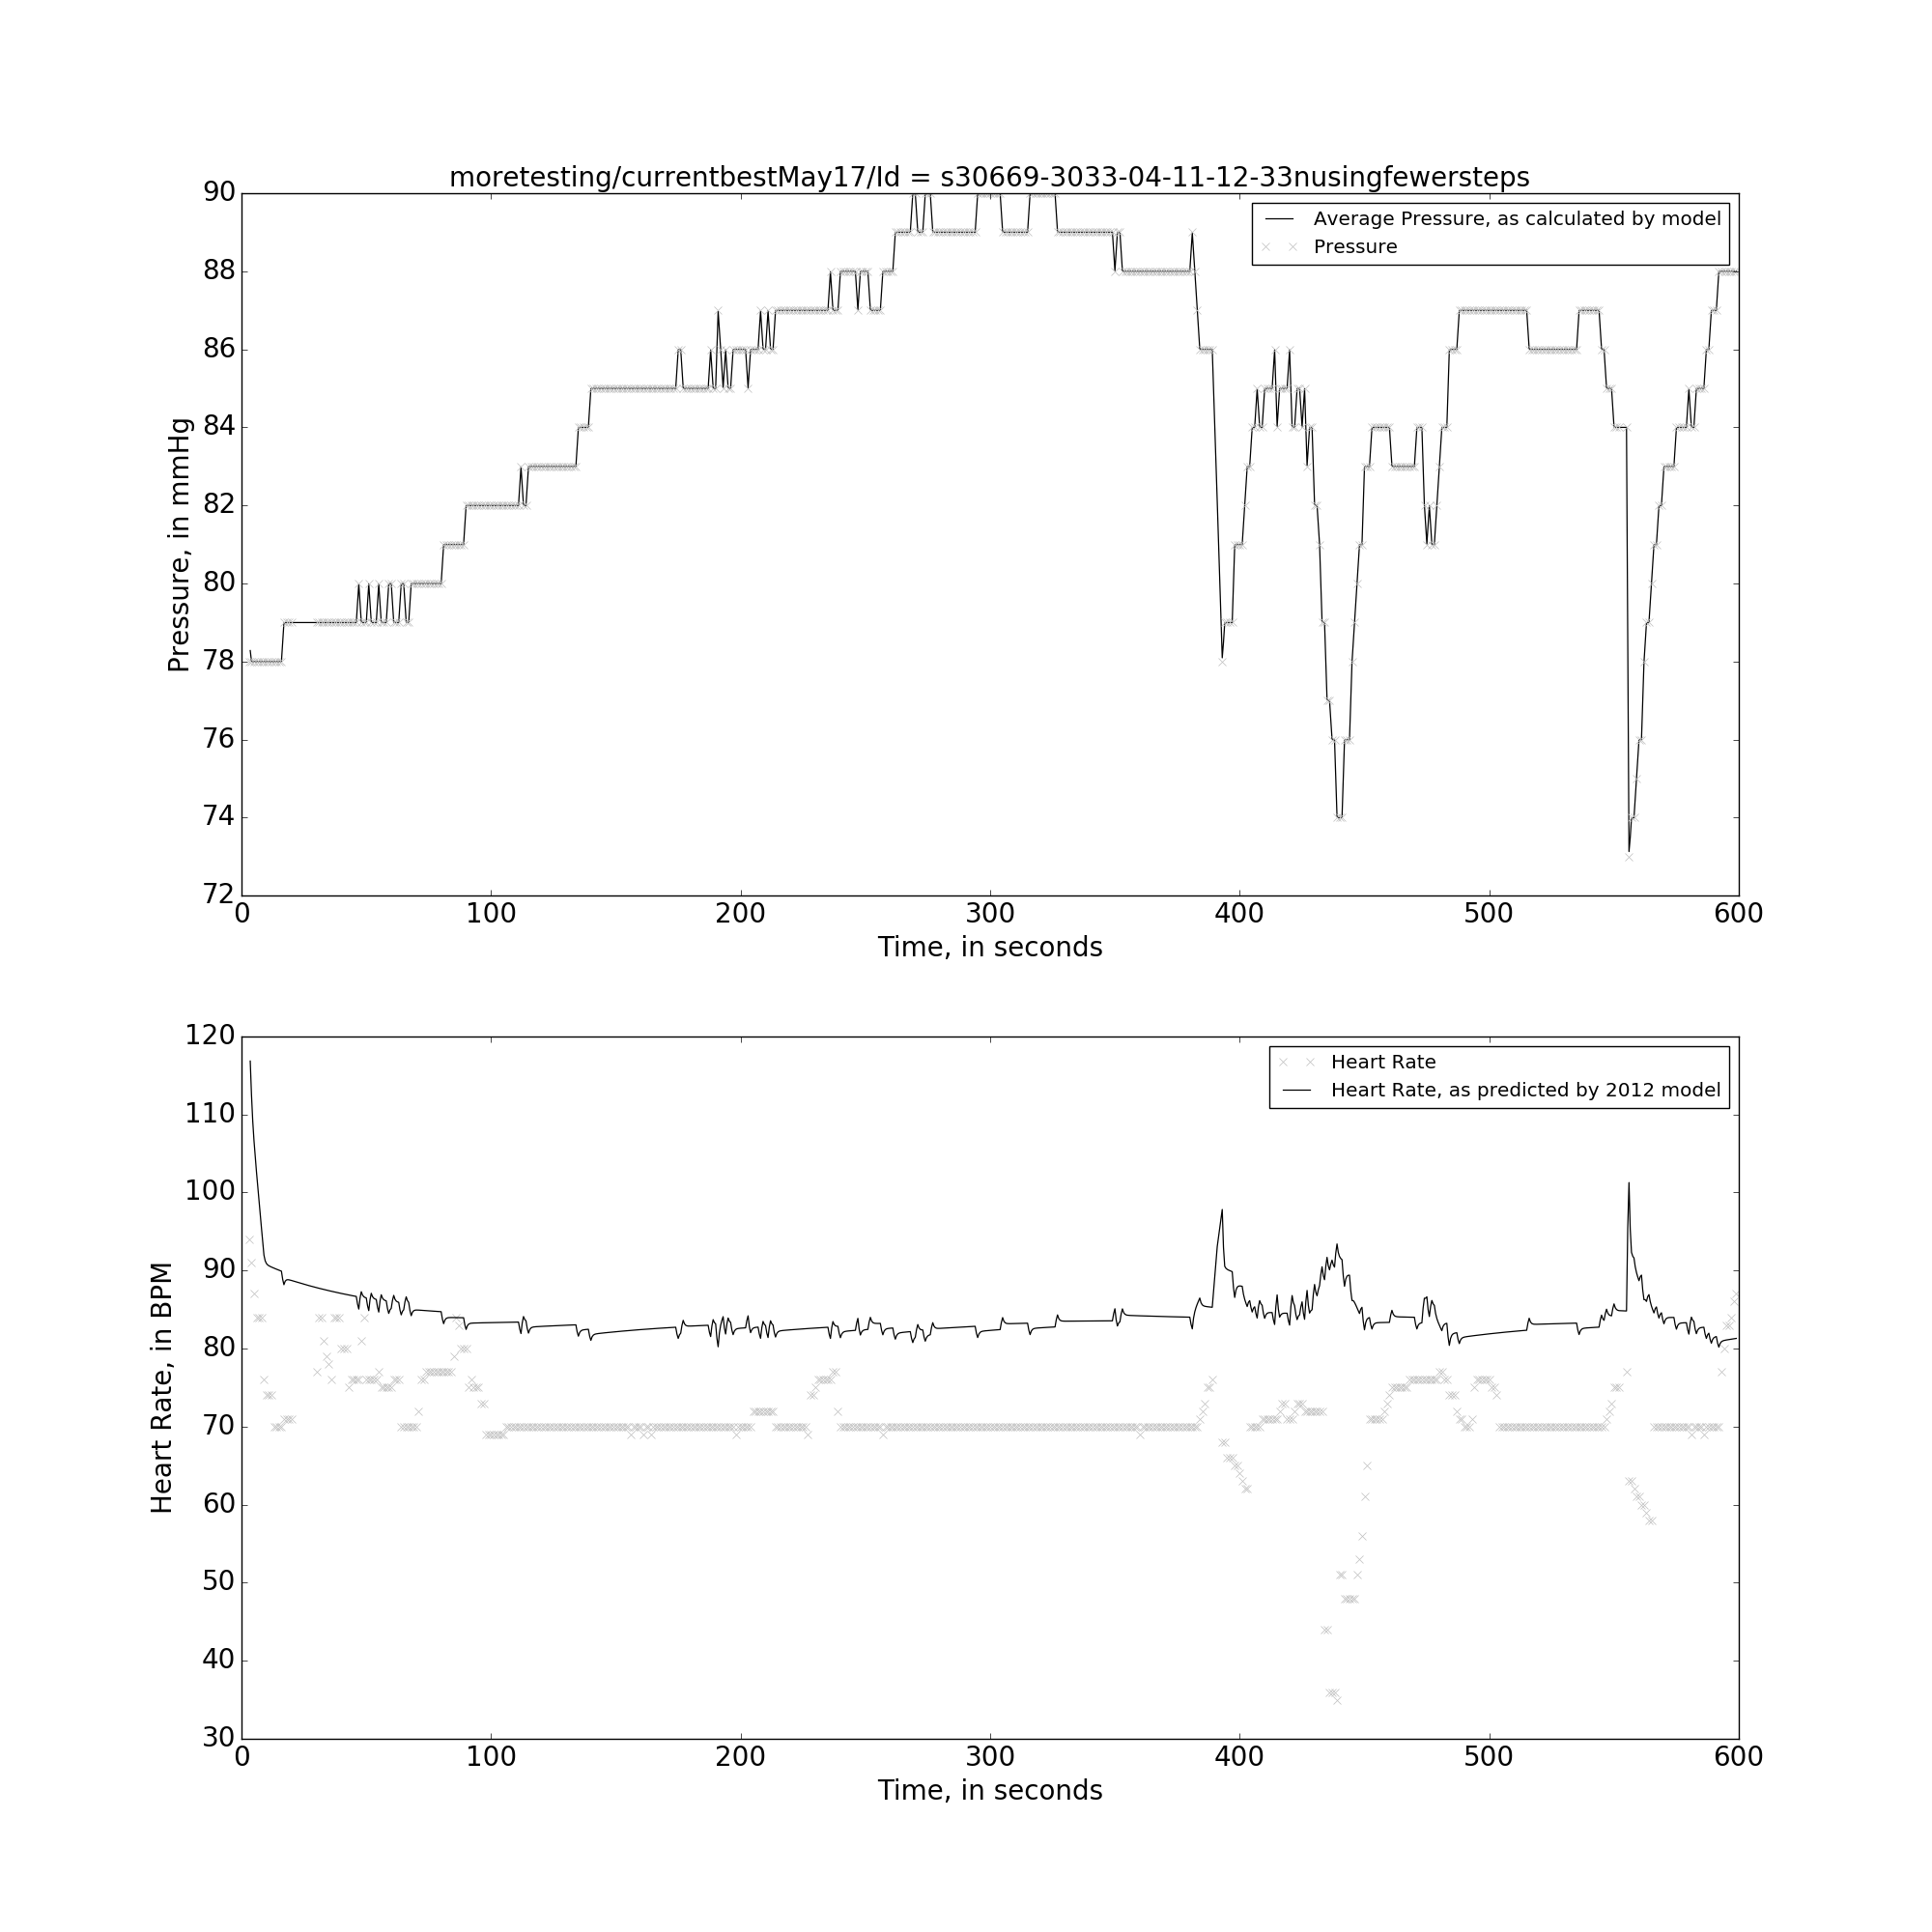 moretesting/currentbestMay17/Id = s30669-3033-04-11-12-33nusingfewersteps
90
88
86
84
82
80
78
76
74
72
Pressure, in mmHg
Average Pressure, as calculated by model
Pressure
0 100 200 300 400 500 600
Time, in seconds
120
110
100
90
80
70
60
50
40
30
Heart Rate, in BPM
Heart Rate
Heart Rate, as predicted by 2012 model
0 100 200 300 400 500 600
Time, in seconds